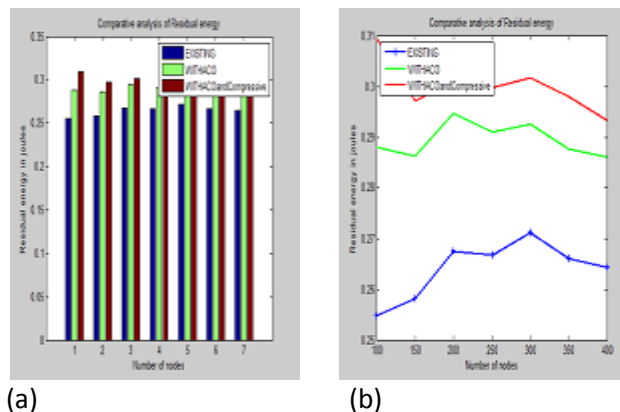 Comparative analysis of Residual energy
0.35
0.3
0.25
0.2
0.15
0.1
0.05
0
EXISTING
WITHACO
WITHACOandCompressive
Residual energy in joules
1 2 3 4 5 6 7
Number of nodes
(a)
Comparative analysis of Residual energy
0.31
0.3
0.29
0.28
0.27
0.26
0.25
EXISTING
WITHACO
WITHACOandCompressive
Residual energy in joules
100 150 200 250 300 350 400
Number of nodes
(b)